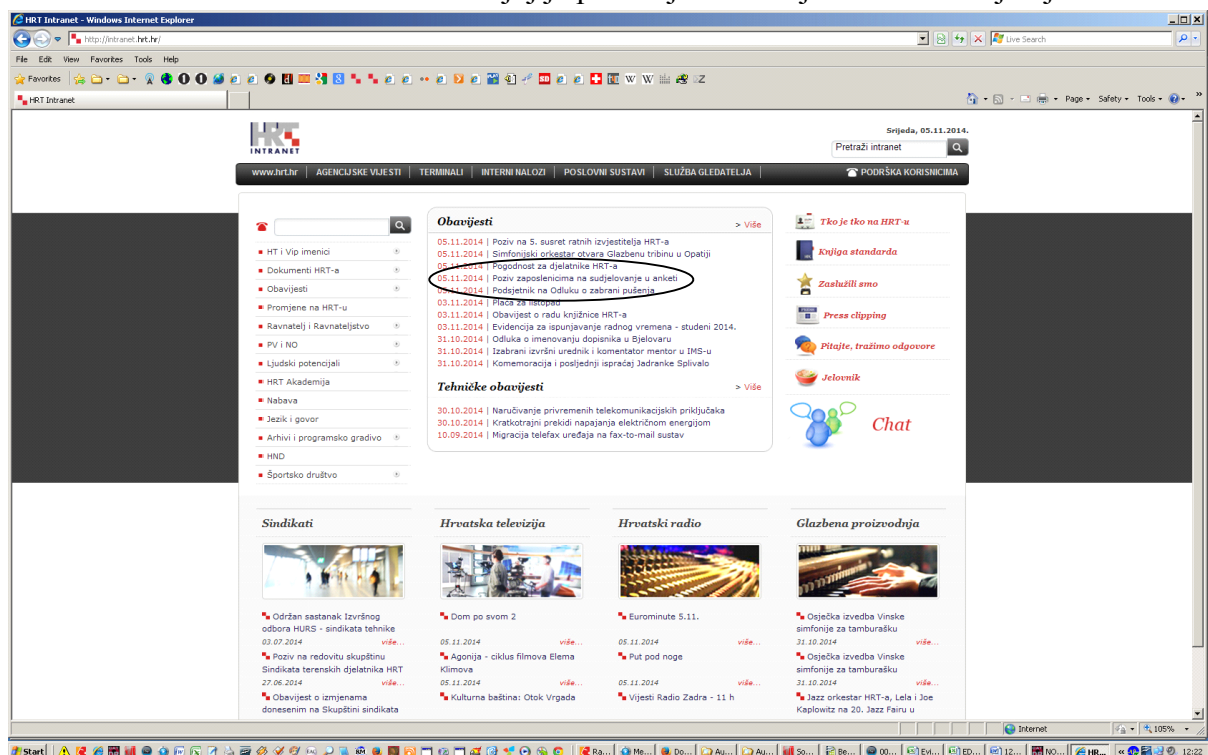 HRT Intranet - Windows Internet Explorer
http://intranet.hrt.hr/
Live Search
File Edit View Favorites Tools Help
Favorites
HRT Intranet
Page Safety Tools
HRT
INTRANET
Srijeda, 05.11.2014.
Pretraži intranet
www.hrt.hr | AGENCIJSKE VIJESTI | TERMINALI | INTERNI NALOZI | POSLOVNI SUSTAVI | SLUŽBA GLEDATELJA |
PODRŠKA KORISNICIMA
HT i Vip imenici
Dokumenti HRT-a
Obavijesti
Promjene na HRT-u
Ravnatelj i Ravnateljstvo
PV i NO
Ljudski potencijali
HRT Akademija
Nabava
Jezik i govor
Arhivi i programsko gradivo
HND
Športsko društvo
Obavijesti
> Više
05.11.2014 | Poziv na 5. susret ratnih izvjestitelja HRT-a
05.11.2014 | Simfonijski orkestar otvara Glazbenu tribinu u Opatiji
05.11.2014 | Pogodnost za djelatnike HRT-a
05.11.2014 | Poziv zaposlenicima na sudjelovanje u anketi
05.11.2014 | Podsjetnik na Odluku o zabrani pušenja
03.11.2014 | Plaća za listopad
03.11.2014 | Obavijest o radu knjižnice HRT-a
03.11.2014 | Evidencija za ispunjavanje radnog vremena - studeni 2014.
31.10.2014 | Odluka o imenovanju dopisnika u Bjelovaru
31.10.2014 | Izabrani izvršni urednik i komentator mentor u IMS-u
31.10.2014 | Komemoracija i posljednji ispraćaj Jadranke Splivalo
Tehničke obavijesti
> Više
30.10.2014 | Naručivanje privremenih telekomunikacijskih priključaka
30.10.2014 | Kratkotrajni prekidi napajanja električnom energijom
10.09.2014 | Migracija telefax uređaja na fax-to-mail sustav
Tko je tko na HRT-u
Knjiga standarda
Zaslužili smo
Press clipping
Pitajte, tražimo odgovore
Jelovnik
Chat
Sindikati
Održan sastanak Izvršnog
odbora HURS - sindikata tehnike
03.07.2014 više...
Poziv na redovitu skupštinu
Sindikata terenskih djelatnika HRT
27.06.2014 više...
Obavijest o izmjenama
donesenim na Skupštini sindikata
Hrvatska televizija
Dom po svom 2
05.11.2014 više...
Agonija - ciklus filmova Elema
Klimova
05.11.2014 više...
Kulturna baština: Otok Vrgada
Hrvatski radio
Eurominute 5.11.
05.11.2014 više...
Put pod noge
05.11.2014 više...
Vijesti Radio Zadra - 11 h
Glazbena proizvodnja
Osječka izvedba Vinske
simfonije za tamburašku
31.10.2014 više...
Osječka izvedba Vinske
simfonije za tamburašku
31.10.2014 više...
Jazz orkestar HRT-a, Lela i Joe
Kaplowitz na 20. Jazz Fairu u
Internet
105%
Start
Ra... Me... Do... Au... Au... So... Be... 00... Evi... ED... 12... NO... HR...
12:22